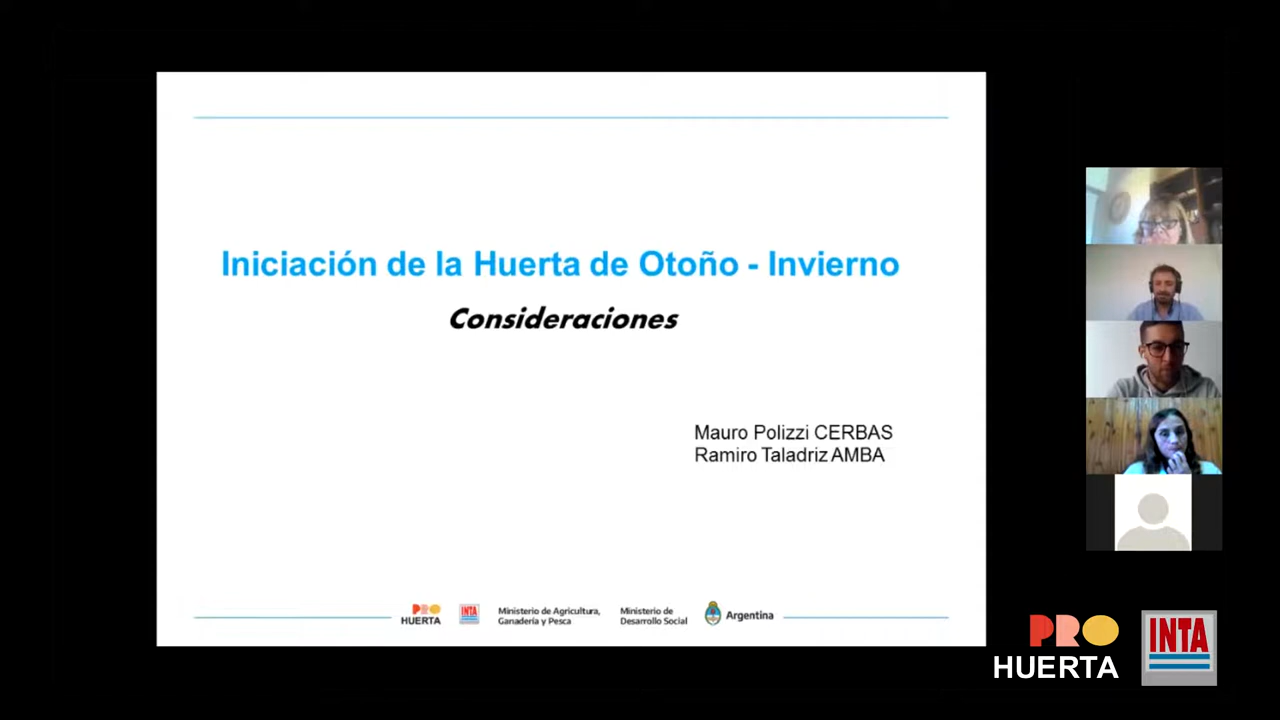 Iniciación de la Huerta de Otoño - Invierno
Consideraciones
Mauro Polizzi CERBAS
Ramiro Taladriz AMBA
PRO
HUERTA
INTA
Ministerio de Agricultura,
Ganadería y Pesca
Ministerio de
Desarrollo Social
Argentina
PRO
HUERTA
INTA